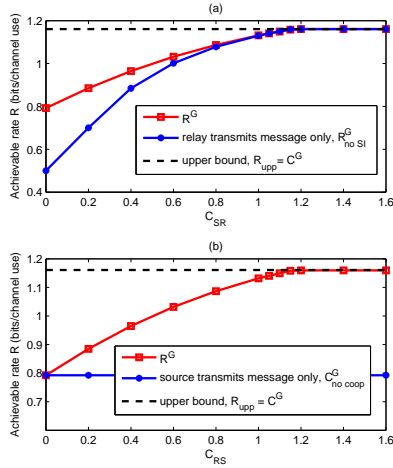 (a)
Achievable rate R (bits/channel use)
1.2
1
0.8
0.6
0.4
R^G
relay transmits message only, R^G_no SI
upper bound, R_upp = C^G
0 0.2 0.4 0.6 0.8 1.0 1.2 1.4 1.6
C_SR
(b)
Achievable rate R (bits/channel use)
1.2
1.1
1
0.9
0.8
0.7
0.6
R^G
source transmits message only, C^G_no coop
upper bound, R_upp = C^G
0 0.2 0.4 0.6 0.8 1.0 1.2 1.4 1.6
C_RS